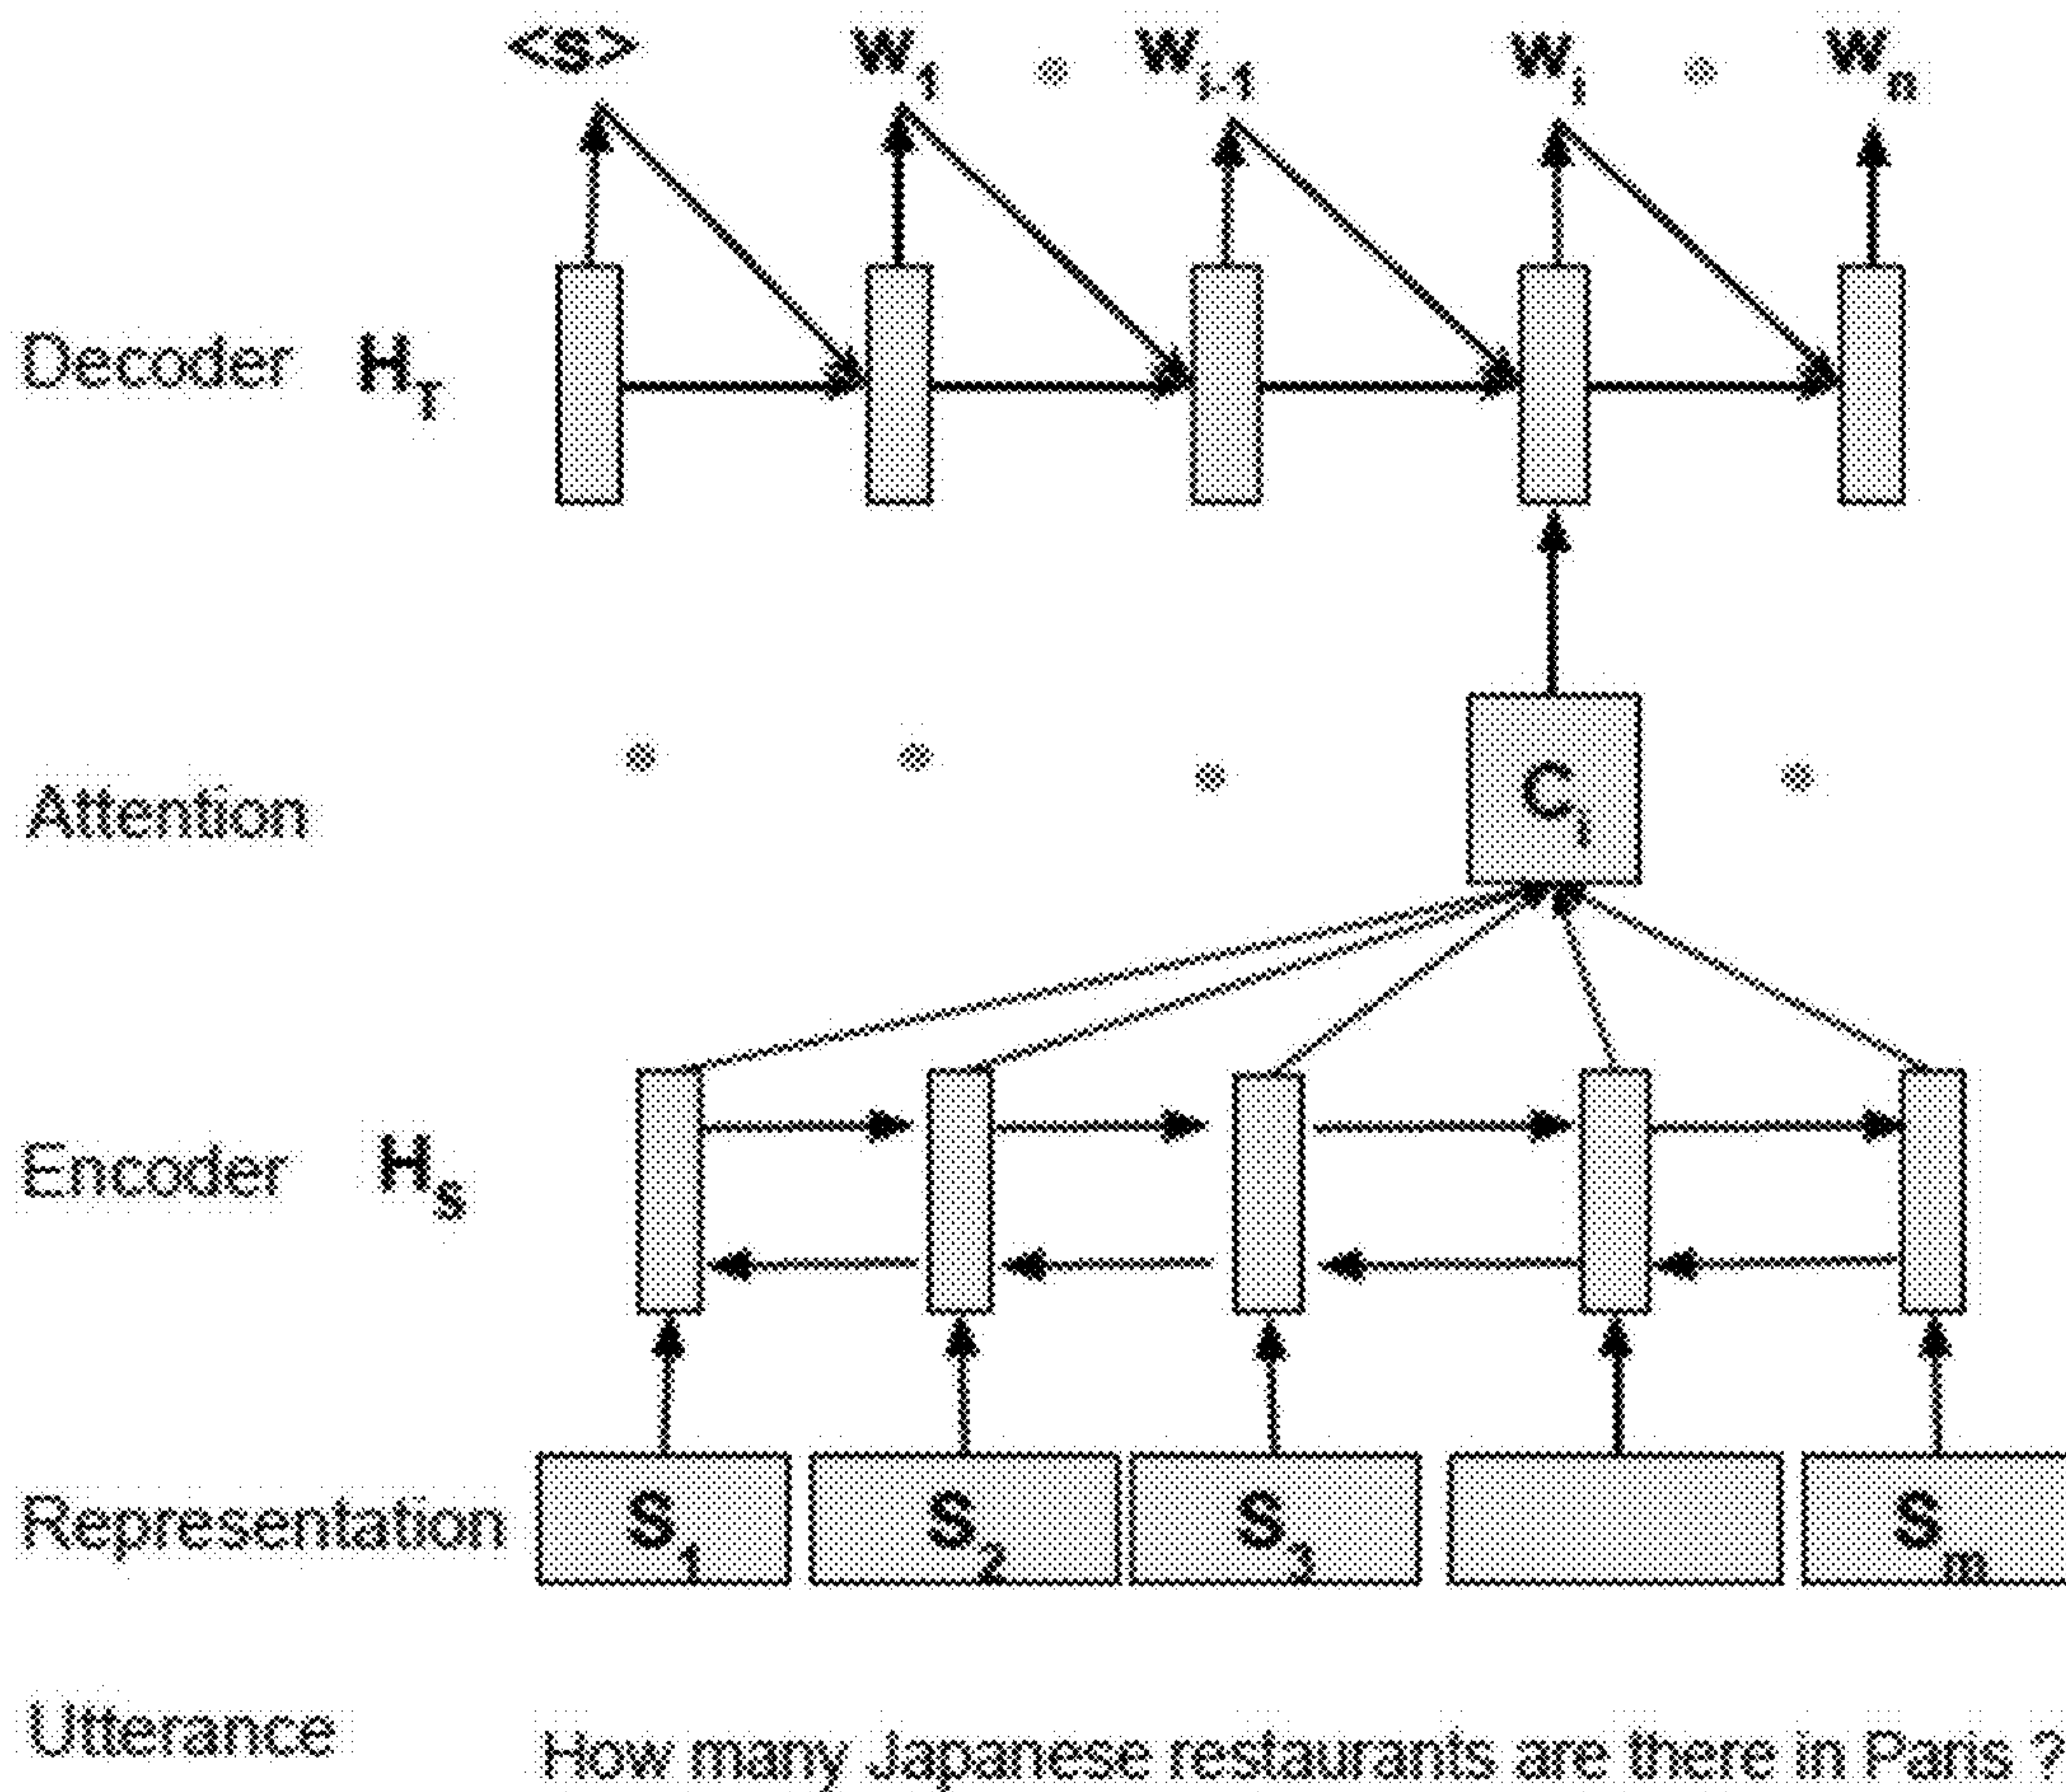 <s> w1 wi-1 wi wn
Decoder HT
Attention Ci
Encoder HS
Representation S1 S2 S3 Sm
Utterance How many Japanese restaurants are there in Paris ?